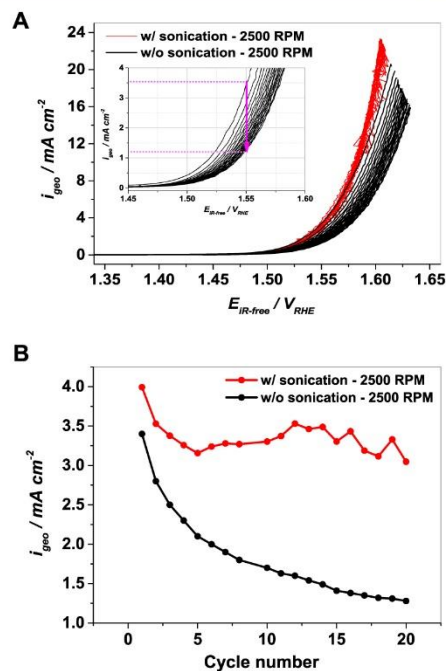 A
w/ sonication - 2500 RPM
w/o sonication - 2500 RPM
i_geo / mA cm⁻²
24
20
16
12
8
4
0
i_geo / mA cm⁻²
4
3
2
1
0
1.45 1.50 1.55 1.60
E_iR-free / V_RHE
1.35 1.40 1.45 1.50 1.55 1.60 1.65
E_iR-free / V_RHE
B
w/ sonication - 2500 RPM
w/o sonication - 2500 RPM
i_geo / mA cm⁻²
4.0
3.5
3.0
2.5
2.0
1.5
1.0
0 5 10 15 20
Cycle number